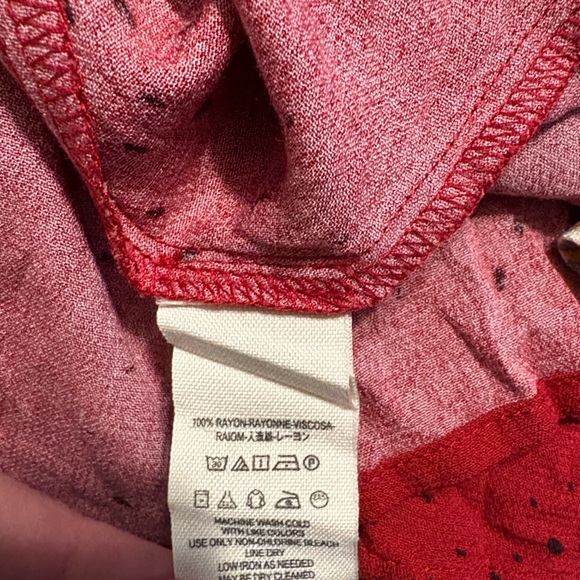 100% RAYON-RAYONNE-VISCOSA-
RAIOM-人造絲-レーヨン
30 P
MACHINE WASH COLD
WITH LIKE COLORS
USE ONLY NON-CHLORINE BLEACH
LINE DRY
LOW IRON AS NEEDED
MAY BE DRY CLEANED